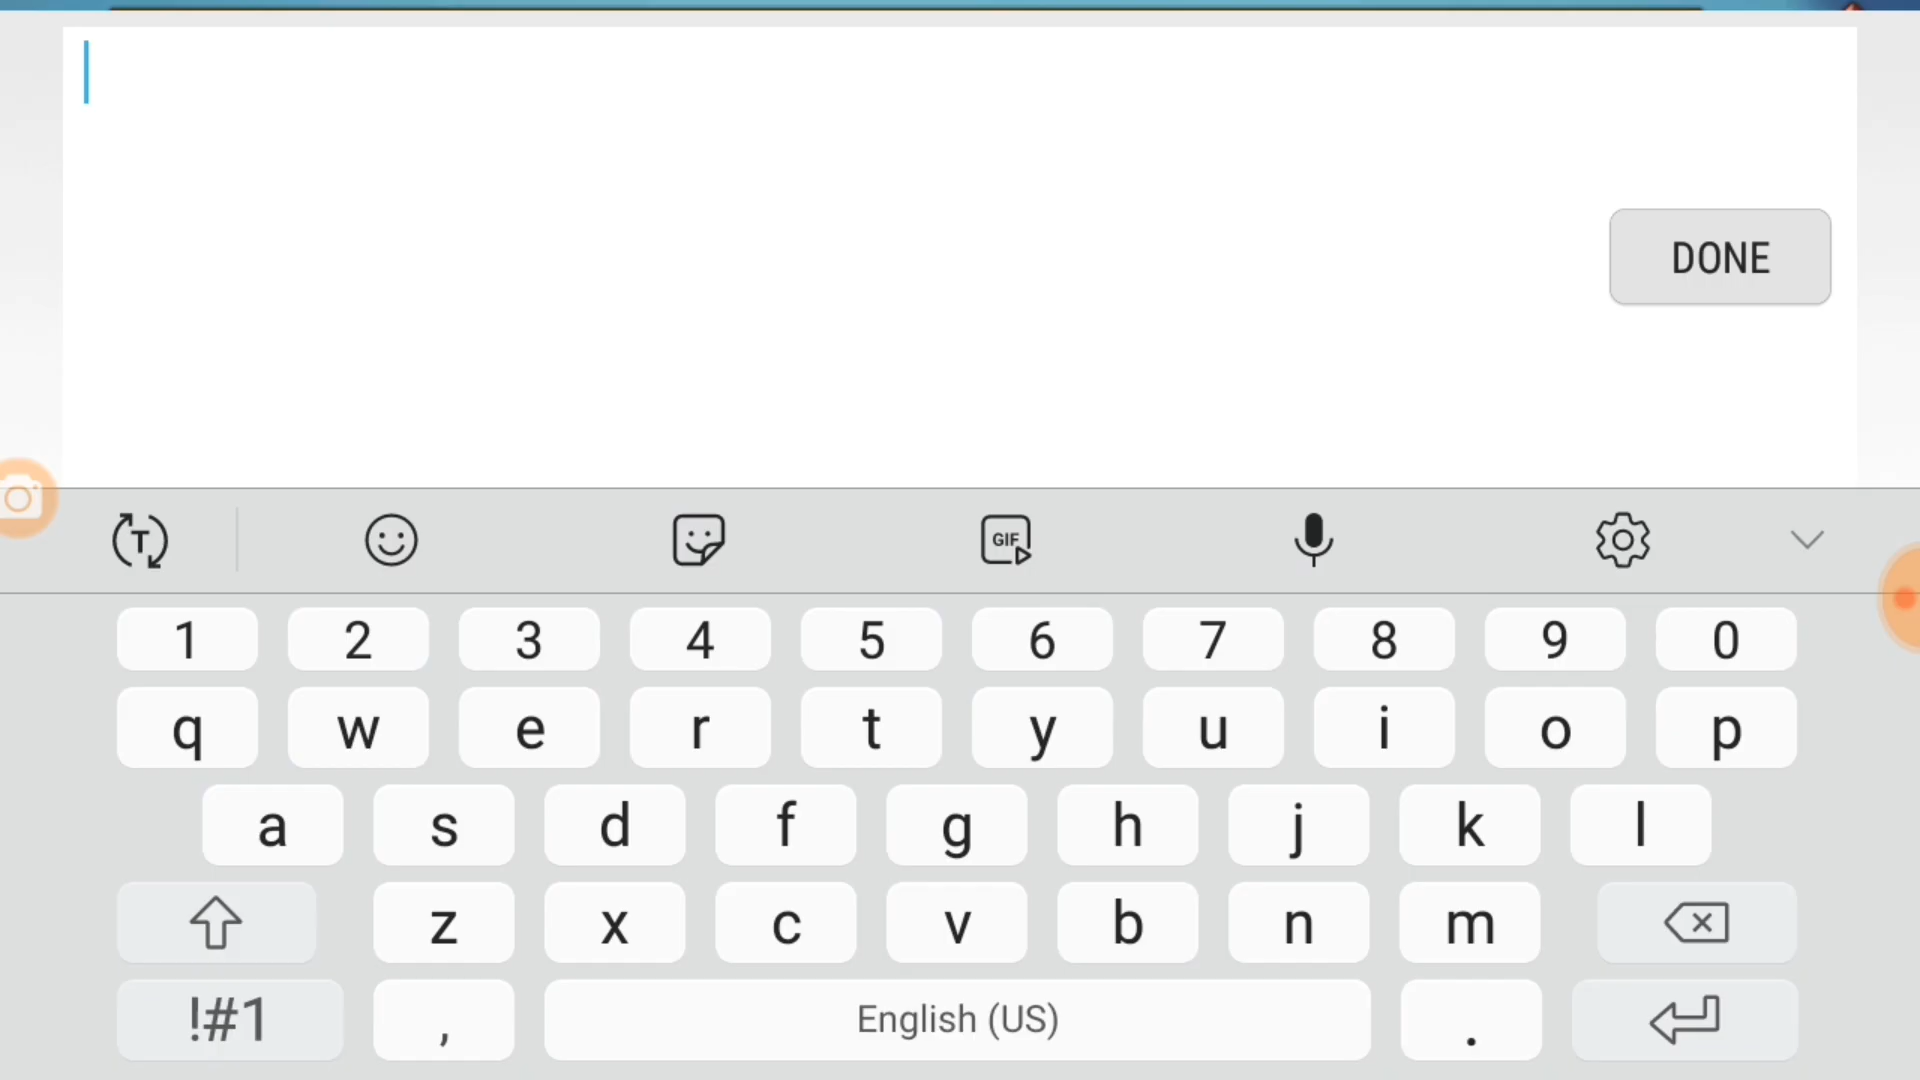 DONE
T GIF
1 2 3 4 5 6 7 8 9 0
q w e r t y u i o p
a s d f g h j k l
z x c v b n m
!#1 , English (US) .